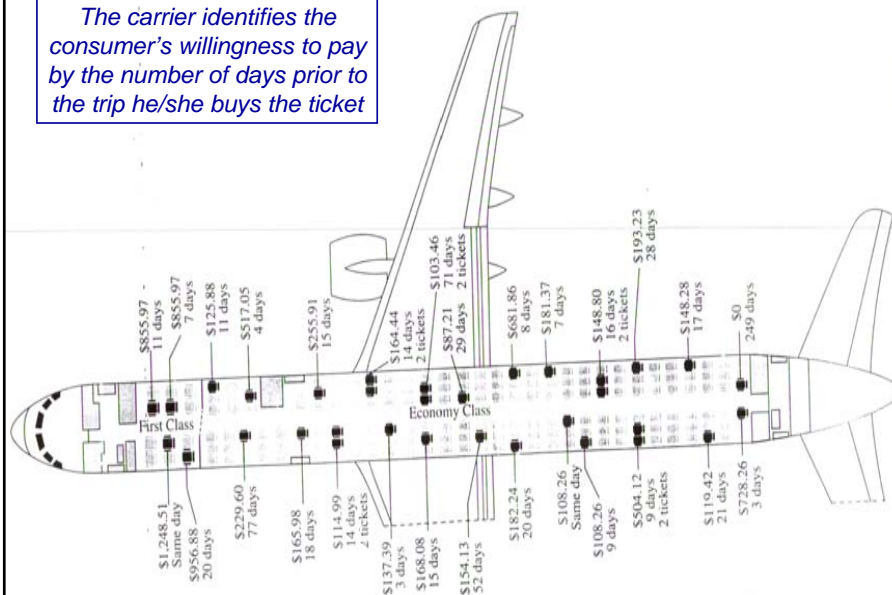 The carrier identifies the
consumer’s willingness to pay
by the number of days prior to
the trip he/she buys the ticket
$855.97
11 days
$855.97
7 days
$125.88
11 days
$517.05
4 days
$255.91
15 days
$164.44
14 days
2 tickets
$103.46
71 days
2 tickets
$87.21
29 days
$681.86
8 days
$181.37
7 days
$148.80
16 days
2 tickets
$193.23
28 days
$148.28
17 days
$0
249 days
First Class
Economy Class
$1,248.51
Same day
$956.88
20 days
$229.60
77 days
$165.98
18 days
$114.99
14 days
2 tickets
$137.39
3 days
$168.08
15 days
$154.13
52 days
$182.24
20 days
$108.26
Same day
$108.26
9 days
$504.12
9 days
2 tickets
$119.42
21 days
$728.26
3 days